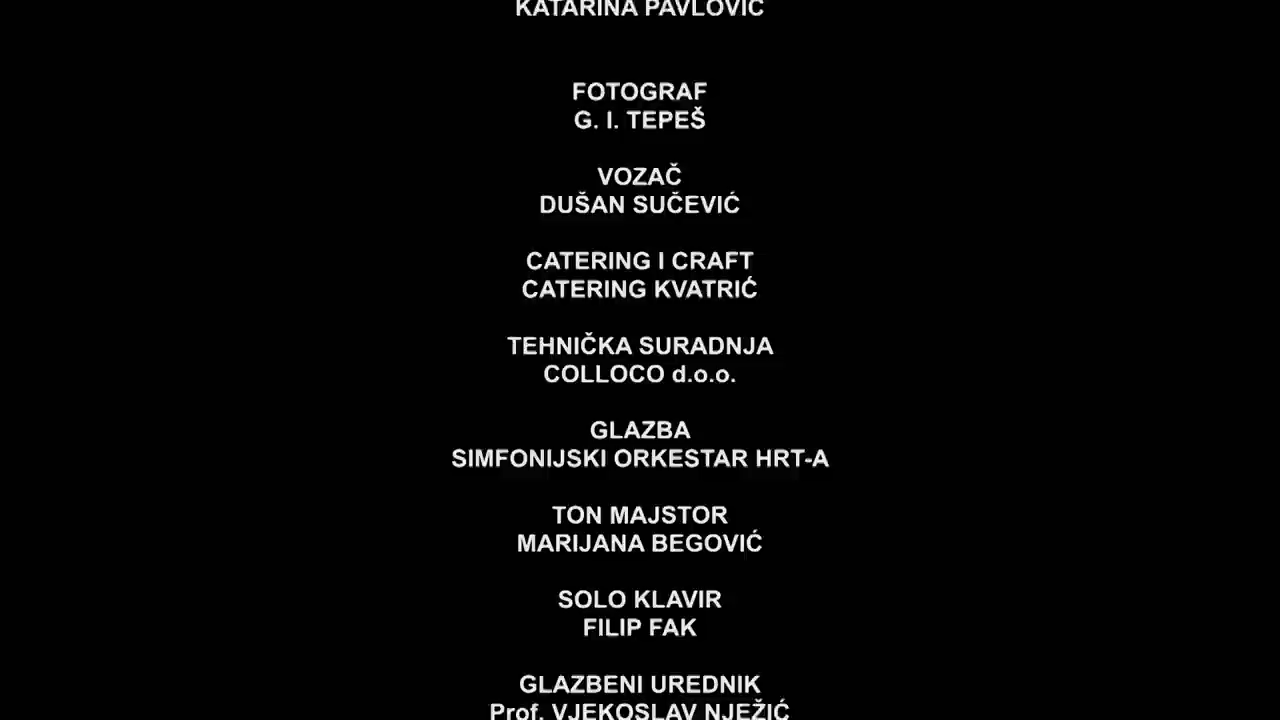 KATARINA PAVLOVIĆ
FOTOGRAF
G. I. TEPEŠ
VOZAČ
DUŠAN SUČEVIĆ
CATERING I CRAFT
CATERING KVATRIĆ
TEHNIČKA SURADNJA
COLLOCO d.o.o.
GLAZBA
SIMFONIJSKI ORKESTAR HRT-A
TON MAJSTOR
MARIJANA BEGOVIĆ
SOLO KLAVIR
FILIP FAK
GLAZBENI UREDNIK
Prof. VJEKOSLAV NJEŽIĆ